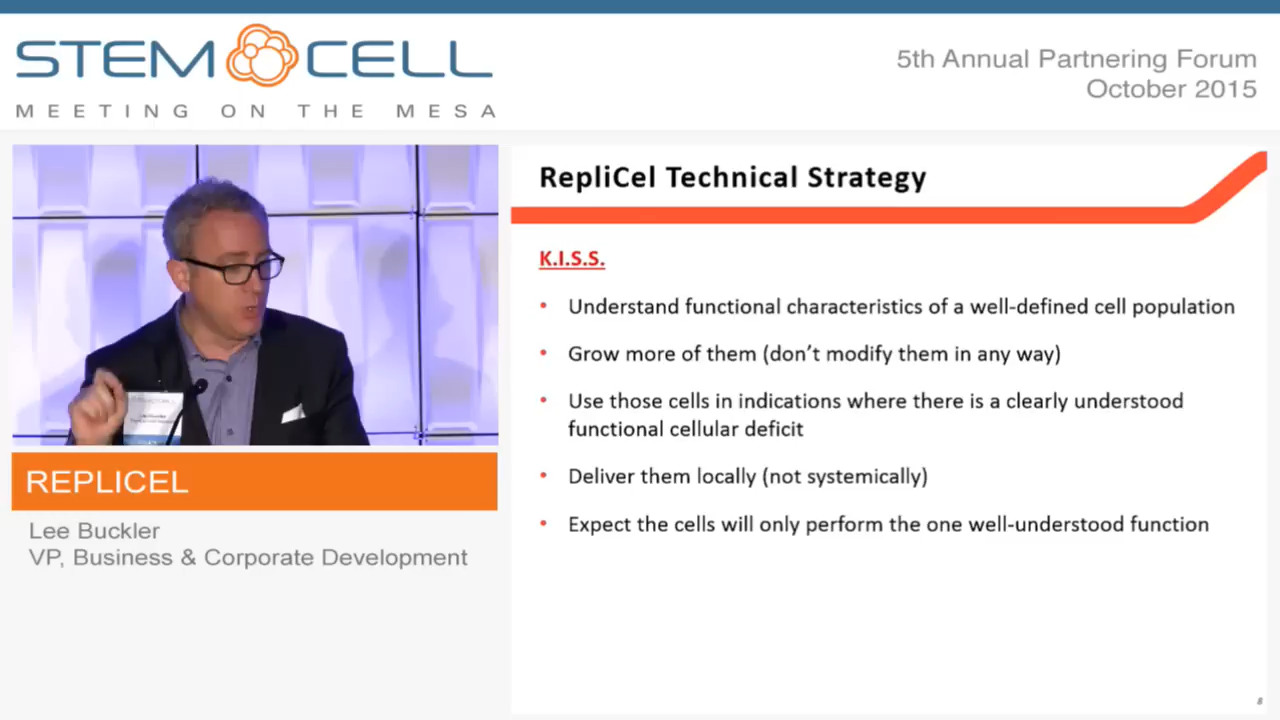 STEM CELL
MEETING ON THE MESA
5th Annual Partnering Forum
October 2015
RepliCel Technical Strategy
K.I.S.S.
• Understand functional characteristics of a well-defined cell population
• Grow more of them (don't modify them in any way)
• Use those cells in indications where there is a clearly understood
functional cellular deficit
• Deliver them locally (not systemically)
• Expect the cells will only perform the one well-understood function
REPLICEL
Lee Buckler
VP, Business & Corporate Development